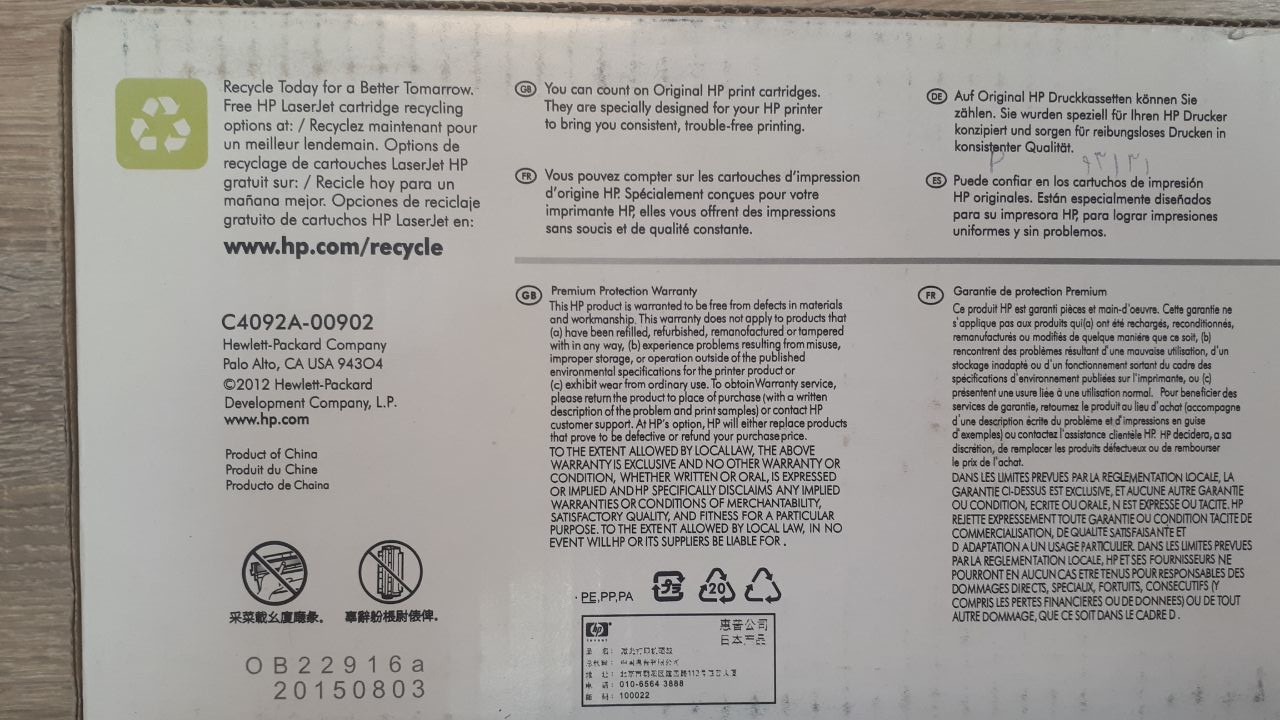 Recycle Today for a Better Tomorrow.
Free HP LaserJet cartridge recycling
options at: / Recyclez maintenant pour
un meilleur lendemain. Options de
recyclage de cartouches LaserJet HP
gratuit sur: / Recicle hoy para un
mañana mejor. Opciones de reciclaje
gratuito de cartuchos HP LaserJet en:
www.hp.com/recycle
C4092A-00902
Hewlett-Packard Company
Palo Alto, CA USA 94304
©2012 Hewlett-Packard
Development Company, L.P.
www.hp.com
Product of China
Produit du Chine
Producto de Chaina
采菜戴幺廈廰彖。
辜辭粉棖尉俵俾。
OB22916a
20150803
GB You can count on Original HP print cartridges.
They are specially designed for your HP printer
to bring you consistent, trouble-free printing.
FR Vous pouvez compter sur les cartouches d'impression
d'origine HP. Spécialement conçues pour votre
imprimante HP, elles vous offrent des impressions
sans soucis et de qualité constante.
DE Auf Original HP Druckkassetten können Sie
zählen. Sie wurden speziell für Ihren HP Drucker
konzipiert und sorgen für reibungsloses Drucken in
konsistenter Qualität.
ES Puede confiar en los cartuchos de impresión
HP originales. Están especialmente diseñados
para su impresora HP, para lograr impresiones
uniformes y sin problemos.
GB Premium Protection Warranty
This HP product is warranted to be free from defects in materials
and workmanship. This warranty does not apply to products that
(a) have been refilled, refurbished, remanofactured or tampered
with in any way, (b) experience problems resulting from misuse,
improper storage, or operation outside of the published
environmental specifications for the printer product or
(c) exhibit wear from ordinary use. To obtoin Warranty service,
please return the product to place of purchase (with a written
description of the problem and print samples) or contact HP
customer support. At HP's option, HP will either replace products
that prove to be defective or refund your purchase price.
TO THE EXTENT ALLOWED BY LOCAL LAW, THE ABOVE
WARRANTY IS EXCLUSIVE AND NO OTHER WARRANTY OR
CONDITION, WHETHER WRITTEN OR ORAL, IS EXPRESSED
OR IMPLIED AND HP SPECIFICALLY DISCLAIMS ANY IMPLIED
WARRANTIES OR CONDITIONS OF MERCHANTABILITY,
SATISFACTORY QUALITY, AND FITNESS FOR A PARTICULAR
PURPOSE. TO THE EXTENT ALLOWED BY LOCAL LAW, IN NO
EVENT WILL HP OR ITS SUPPLIERS BE LIABLE FOR .
FR Garantie de protection Premium
Ce produit HP est garanti pièces et main-d'oeuvre. Cette garantie ne
s'applique pas aux produits qui(a) ont été rechargés, reconditionnés,
remanufacturés ou modifiés de quelque manière que ce soit, (b)
rencontrent des problèmes résultant d'une mauvaise utilisation, d'un
stockage inadapté ou d'un fonctionnement sortant du cadre des
spécifications d'environnement publiées sur l'imprimante, ou (c)
présentent une usure liée à une utilisation normal. Pour beneficier des
services de garantie, retournez le produit au lieu d'achat (accompagne
d'une description écrite du problème et d'impressions en guise
d'exemples) ou contactez l'assistance clientèle HP. HP decidera, a sa
discrétion, de remplacer les produits défectueux ou de rembourser
le prix de l'achat.
DANS LES LIMITES PREVUES PAR LA REGLEMENTATION LOCALE, LA
GARANTIE CI-DESSUS EST EXCLUSIVE, ET AUCUNE AUTRE GARANTIE
OU CONDITION, ECRITE OU ORALE, N EST EXPRESSE OU TACITE. HP
REJETTE EXPRESSEMENT TOUTE GARANTIE OU CONDITION TACITE DE
COMMERCIALISATION, DE QUALITE SATISFAISANTE ET
D ADAPTATION A UN USAGE PARTICULIER. DANS LES LIMITES PREVUES
PAR LA REGLEMENTATION LOCALE, HP ET SES FOURNISSEURS NE
POURRONT EN AUCUN CAS ETRE TENUS POUR RESPONSABLES DES
DOMMAGES DIRECTS, SPECIAUX, FORTUITS, CONSECUTIFS (Y
COMPRIS LES PERTES FINANCIERES OU DE DONNEES) OU DE TOUT
AUTRE DOMMAGE, QUE CE SOIT DANS LE CADRE D .
PE,PP,PA
20
hp
invent
惠普公司
日本产品
010-6564 3888
100022